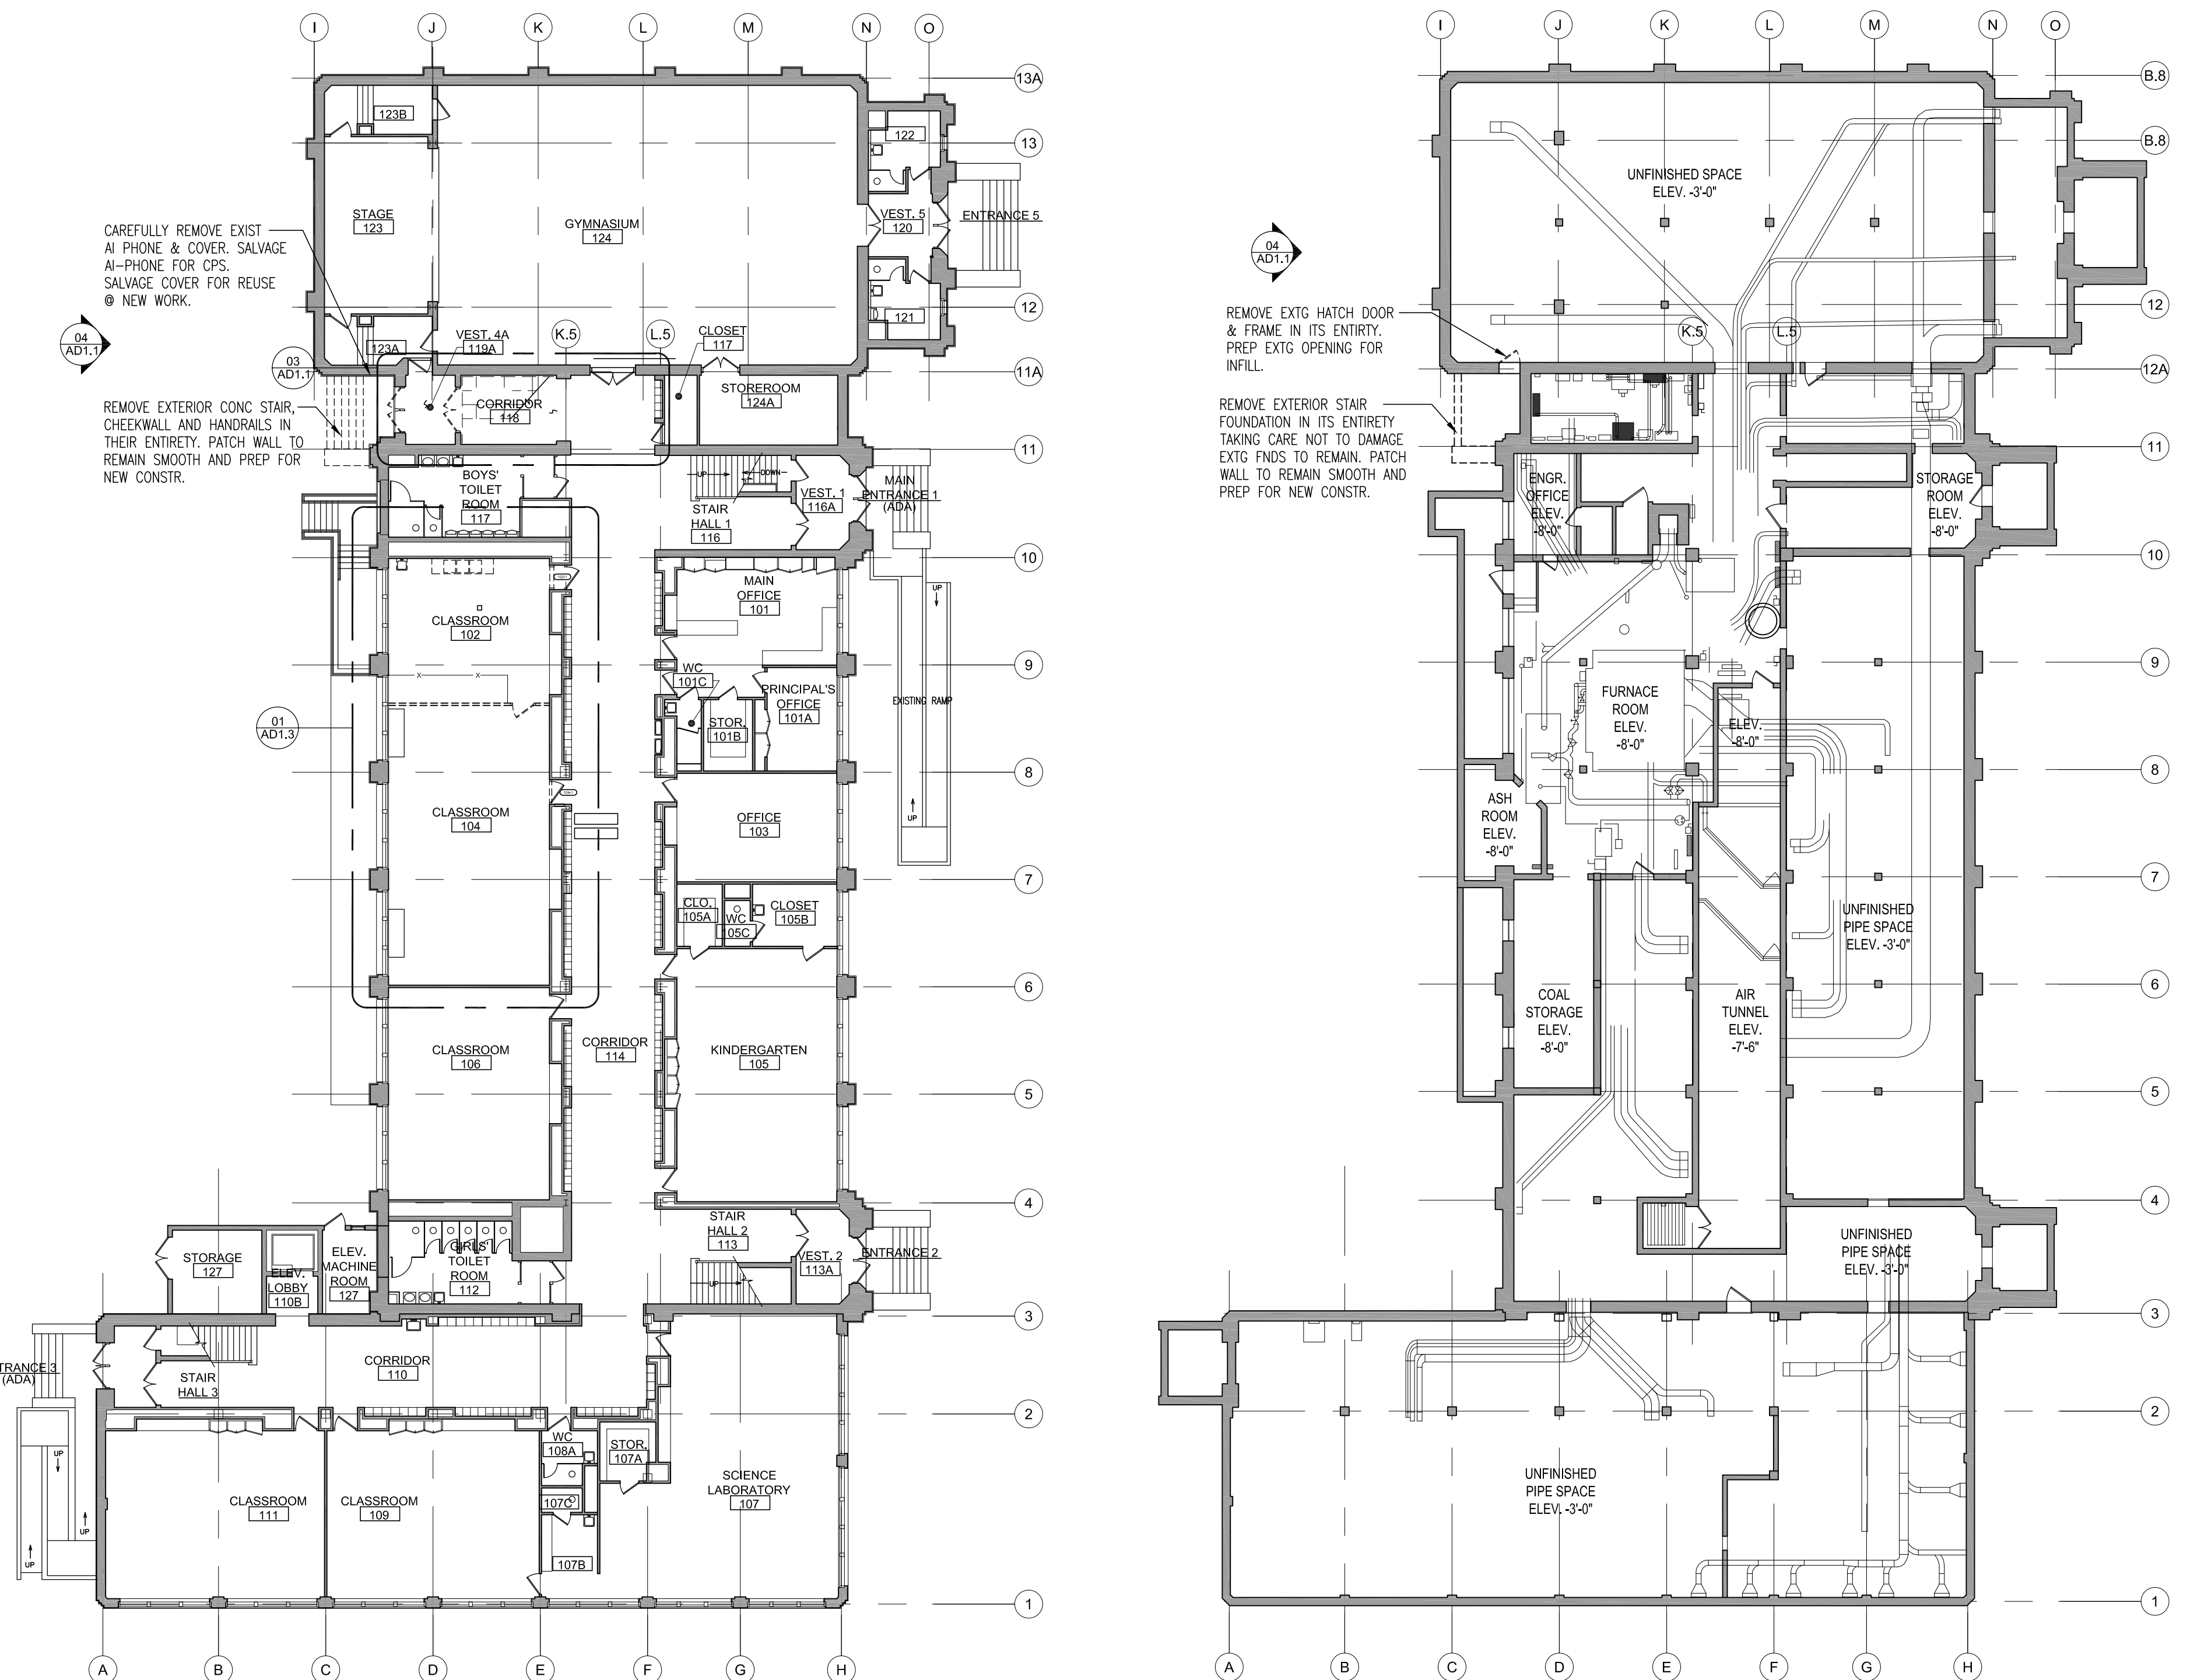 I
J
K
L
M
N
O
13A
123B
122
13
STAGE
123
GYMNASIUM
124
VEST. 5
120
ENTRANCE 5
CAREFULLY REMOVE EXIST
AI PHONE & COVER. SALVAGE
AI-PHONE FOR CPS.
SALVAGE COVER FOR REUSE
@ NEW WORK.
12
121
04
AD1.1
VEST. 4A
119A
K.5
L.5
CLOSET
117
123A
03
AD1.1
11A
STOREROOM
124A
CORRIDOR
118
REMOVE EXTERIOR CONC STAIR,
CHEEKWALL AND HANDRAILS IN
THEIR ENTIRETY. PATCH WALL TO
REMAIN SMOOTH AND PREP FOR
NEW CONSTR.
11
BOYS'
TOILET
ROOM
117
UP
DOWN
STAIR
HALL 1
116
VEST. 1
116A
MAIN
ENTRANCE 1
(ADA)
10
MAIN
OFFICE
101
UP
CLASSROOM
102
9
X
X
WC
101C
PRINCIPAL'S
OFFICE
101A
STOR.
101B
EXISTING RAMP
01
AD1.3
8
CLASSROOM
104
OFFICE
103
UP
7
CLO.
105A
WC
105C
CLOSET
105B
6
CLASSROOM
106
CORRIDOR
114
KINDERGARTEN
105
5
4
STAIR
HALL 2
113
VEST. 2
113A
ENTRANCE 2
STORAGE
127
ELEV.
LOBBY
110B
ELEV.
MACHINE
ROOM
127
GIRLS'
TOILET
ROOM
112
UP
3
TRANCE 3
(ADA)
CORRIDOR
110
STAIR
HALL 3
2
WC
108A
STOR.
107A
UP
SCIENCE
LABORATORY
107
CLASSROOM
111
CLASSROOM
109
107C
UP
UP
107B
1
A
B
C
D
E
F
G
H
I
J
K
L
M
N
O
B.8
B.8
UNFINISHED SPACE
ELEV. -3'-0"
04
AD1.1
12
REMOVE EXTG HATCH DOOR
& FRAME IN ITS ENTIRTY.
PREP EXTG OPENING FOR
INFILL.
K.5
L.5
12A
REMOVE EXTERIOR STAIR
FOUNDATION IN ITS ENTIRETY
TAKING CARE NOT TO DAMAGE
EXTG FNDS TO REMAIN. PATCH
WALL TO REMAIN SMOOTH AND
PREP FOR NEW CONSTR.
11
ENGR.
OFFICE
ELEV.
-8'-0"
STORAGE
ROOM
ELEV.
-8'-0"
10
9
FURNACE
ROOM
ELEV.
-8'-0"
ELEV.
-8'-0"
8
ASH
ROOM
ELEV.
-8'-0"
7
UNFINISHED
PIPE SPACE
ELEV. -3'-0"
6
COAL
STORAGE
ELEV.
-8'-0"
AIR
TUNNEL
ELEV.
-7'-6"
5
4
UNFINISHED
PIPE SPACE
ELEV. -3'-0"
3
2
UNFINISHED
PIPE SPACE
ELEV. -3'-0"
1
A
B
C
D
E
F
G
H